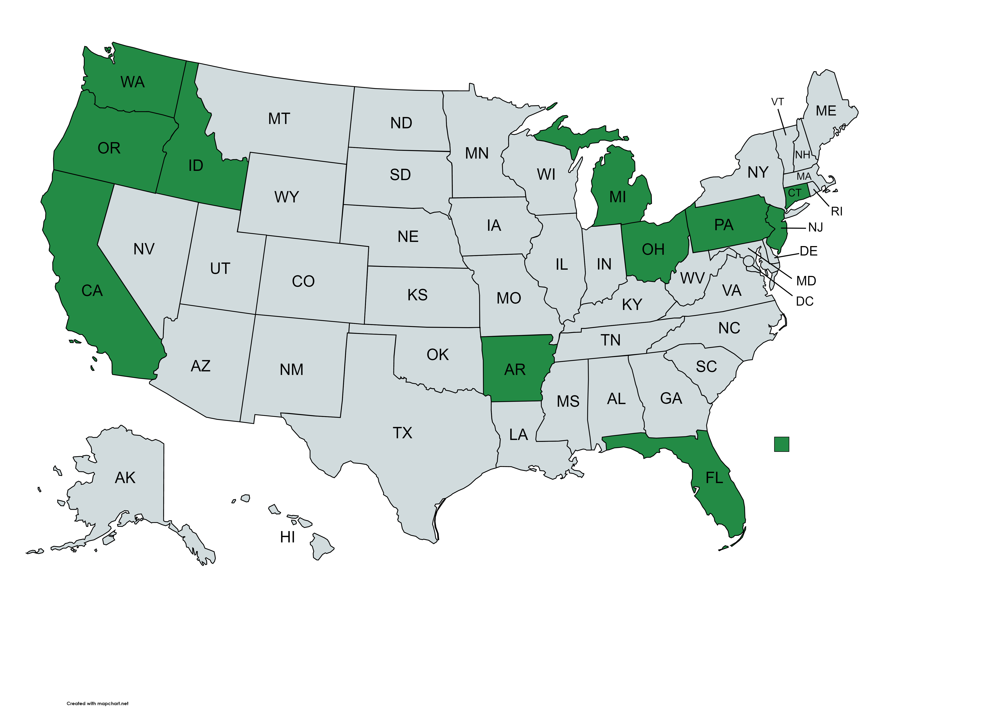 WA
MT
ND
MN
VT
ME
OR
ID
SD
WI
MI
NY
NH
MA
CT
RI
WY
NE
IA
PA
NJ
NV
UT
CO
KS
MO
IL
IN
OH
WV
VA
DE
MD
DC
CA
KY
NC
AZ
NM
OK
AR
TN
SC
MS
AL
GA
TX
LA
FL
AK
HI
Created with mapchart.net